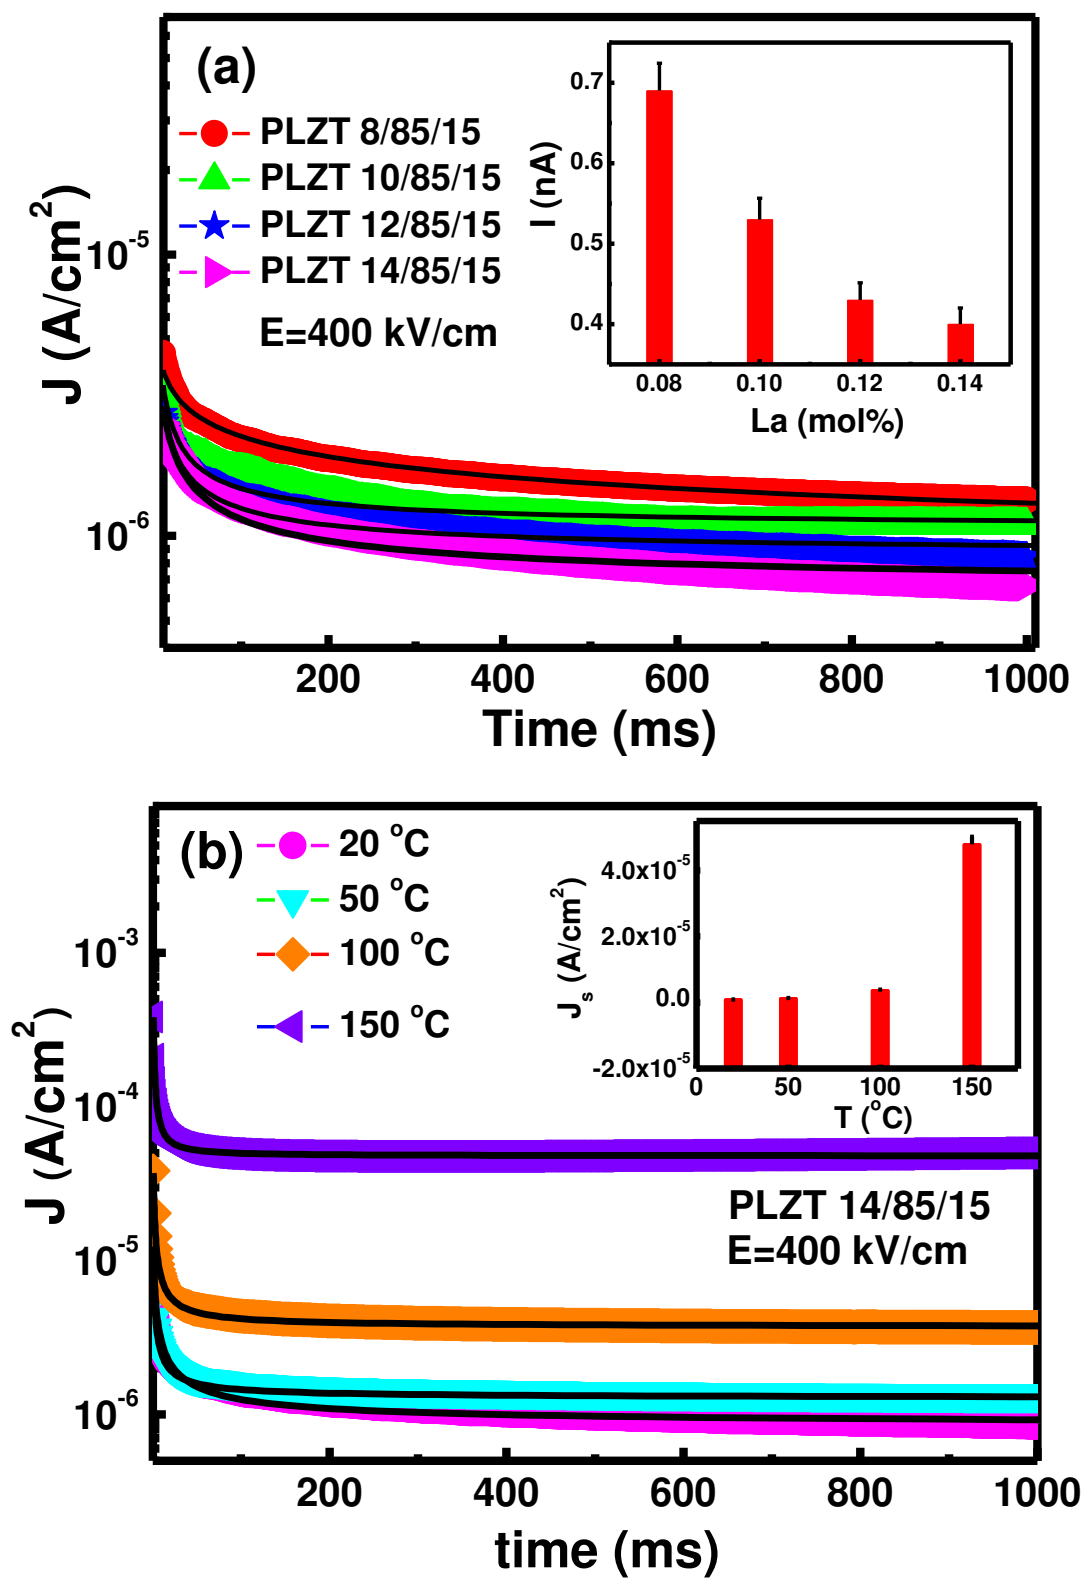 (a)
PLZT 8/85/15
PLZT 10/85/15
PLZT 12/85/15
PLZT 14/85/15
E=400 kV/cm
J (A/cm²)
10⁻⁵
10⁻⁶
200 400 600 800 1000
Time (ms)
I (nA)
0.7
0.6
0.5
0.4
0.08 0.10 0.12 0.14
La (mol%)
(b)
20 °C
50 °C
100 °C
150 °C
J (A/cm²)
10⁻³
10⁻⁴
10⁻⁵
10⁻⁶
Jₛ (A/cm²)
4.0x10⁻⁵
2.0x10⁻⁵
0.0
-2.0x10⁻⁵
0 50 100 150
T (°C)
PLZT 14/85/15
E=400 kV/cm
200 400 600 800 1000
time (ms)